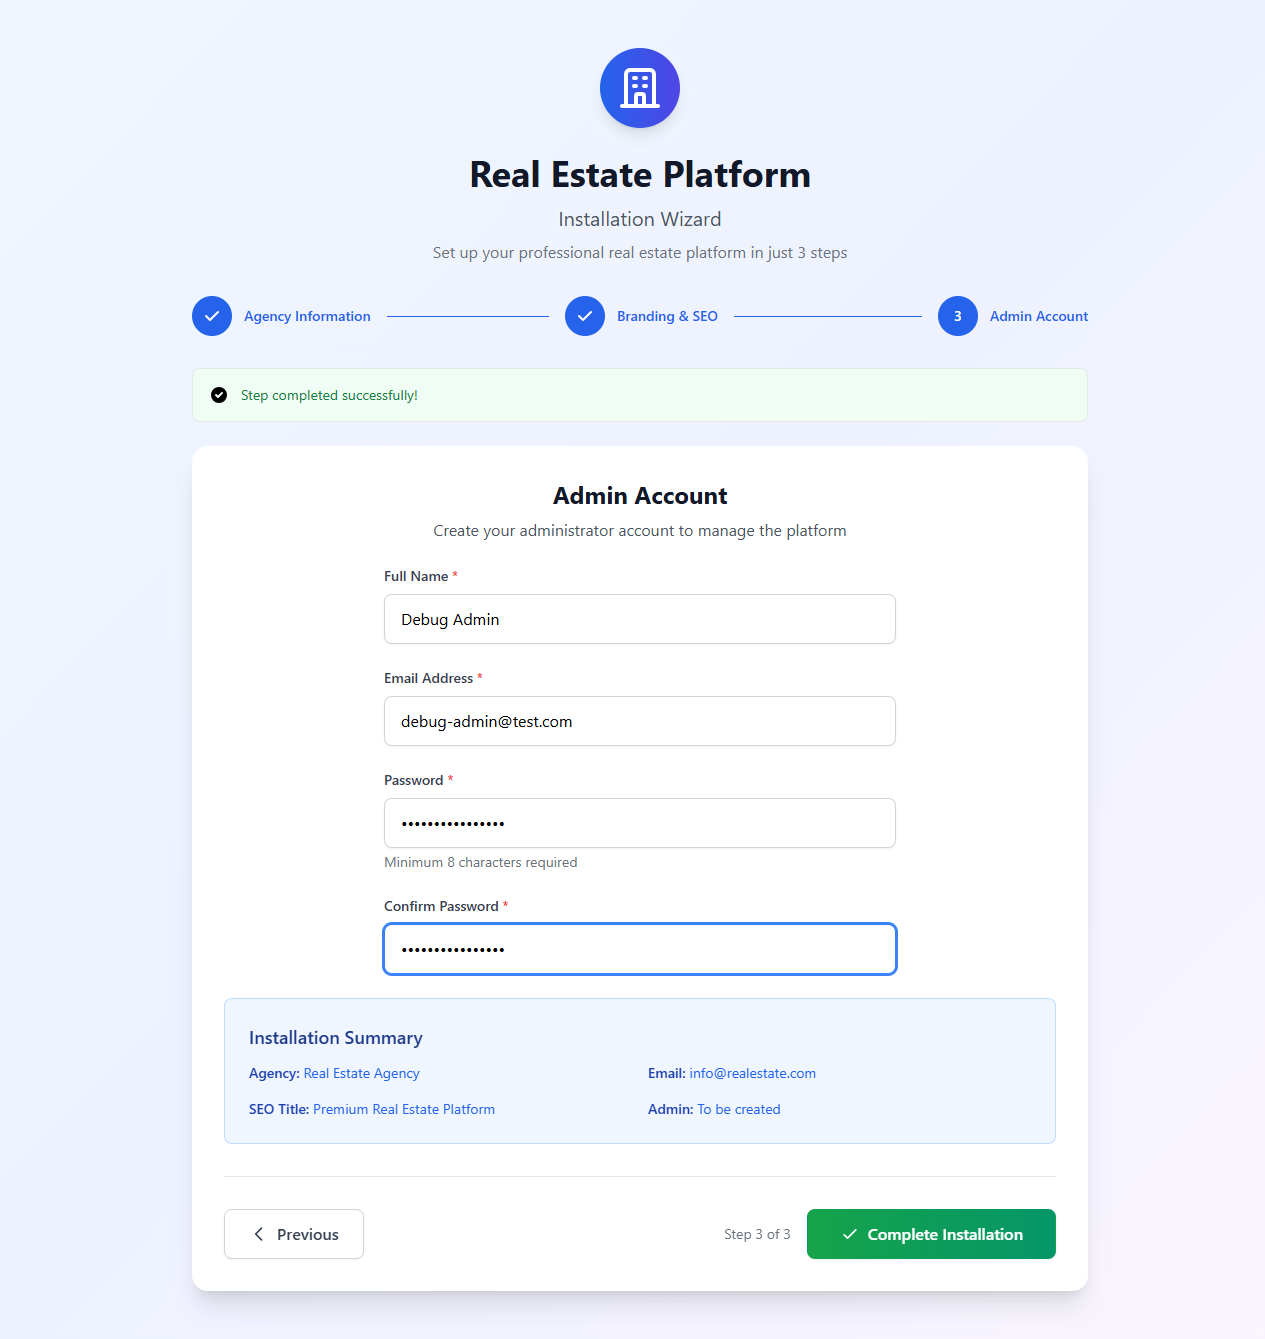 Real Estate Platform
Installation Wizard
Set up your professional real estate platform in just 3 steps
Agency Information
Branding & SEO
3 Admin Account
Step completed successfully!
Admin Account
Create your administrator account to manage the platform
Full Name *
Debug Admin
Email Address *
debug-admin@test.com
Password *
••••••••••••••••
Minimum 8 characters required
Confirm Password *
••••••••••••••••
Installation Summary
Agency: Real Estate Agency
Email: info@realestate.com
SEO Title: Premium Real Estate Platform
Admin: To be created
Previous
Step 3 of 3
Complete Installation